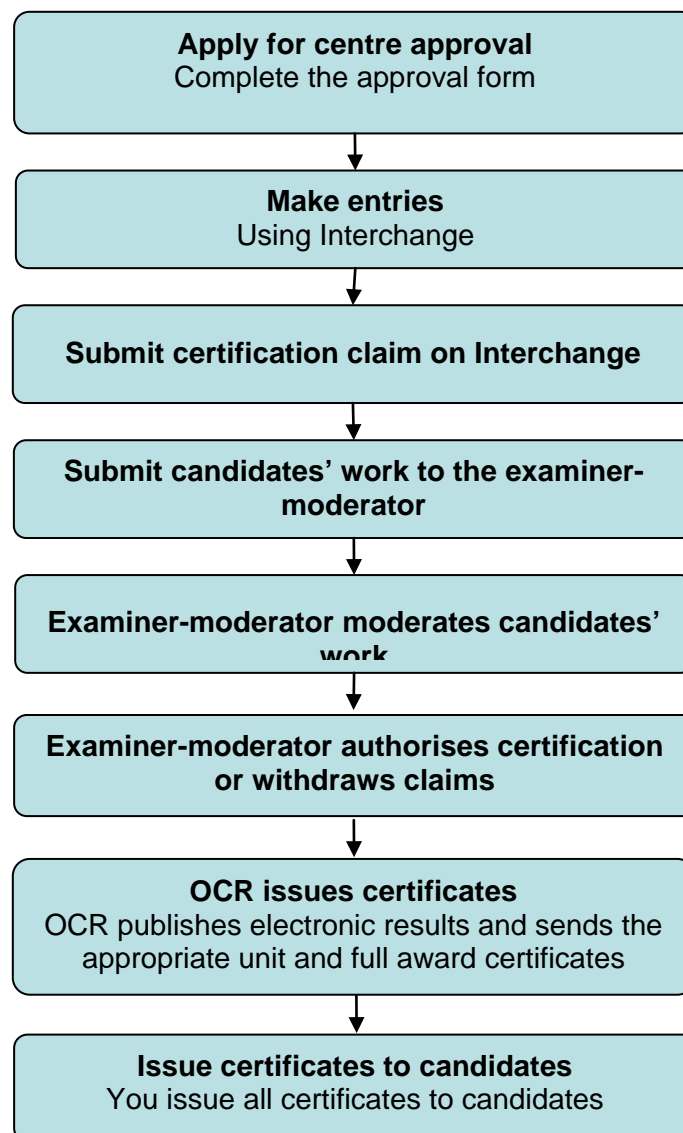 Apply for centre approval
Complete the approval form
Make entries
Using Interchange
Submit certification claim on Interchange
Submit candidates’ work to the examiner-
moderator
Examiner-moderator moderates candidates’
work
Examiner-moderator authorises certification
or withdraws claims
OCR issues certificates
OCR publishes electronic results and sends the
appropriate unit and full award certificates
Issue certificates to candidates
You issue all certificates to candidates